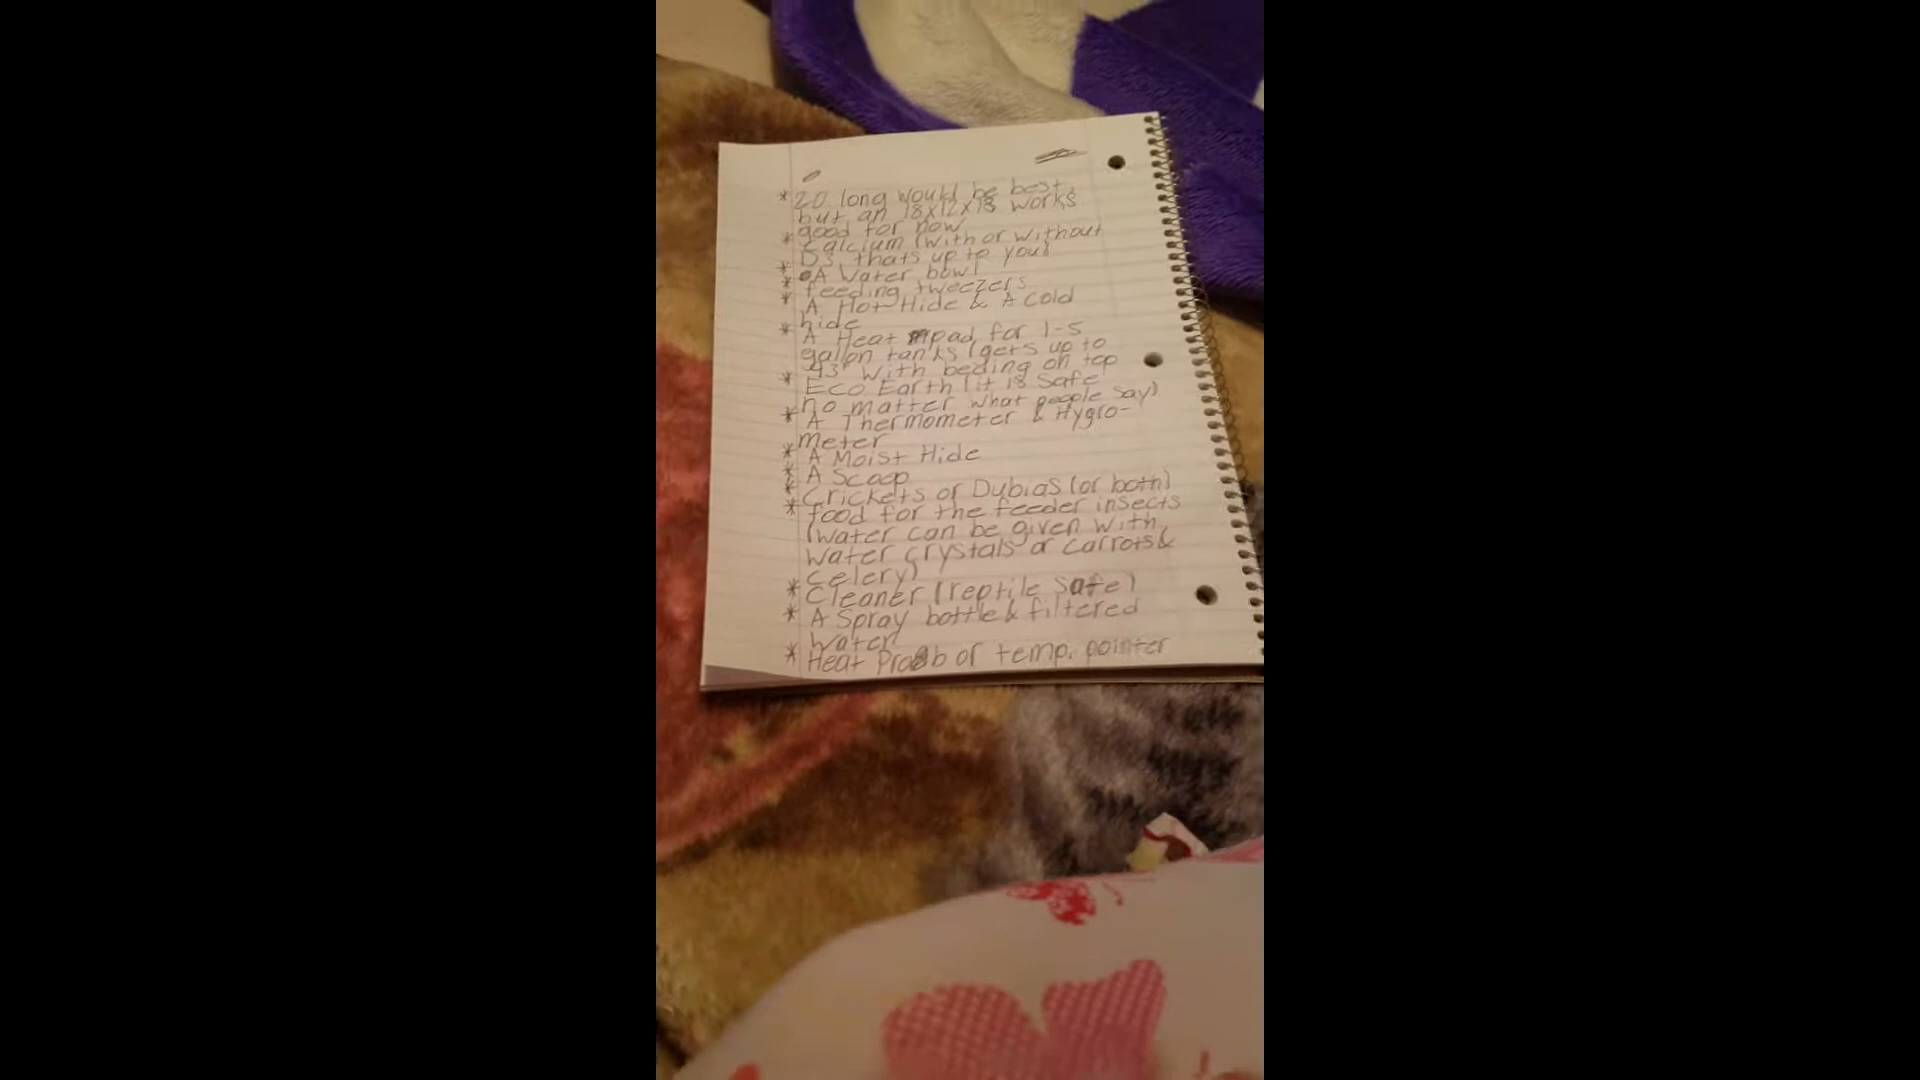 * 20 long would be best,
but an 18x12x18 works
good for now
* Calcium (with or without
D3, thats up to you)
* A Water bowl
* feeding tweezers
* A Hot Hide & A cold
hide
* A Heat pad for 1-5
gallon tanks (gets up to
93° with beding on top
* Eco Earth (it is safe
no matter what people say)
* A Thermometer & Hygro-
meter
* A Moist Hide
* A Scoop
* Crickets or Dubias (or both)
* food for the feeder insects
(water can be given with
water crystals or carrots &
celery)
* Cleaner (reptile safe)
* A Spray bottle & filtered
water
* Heat Prob or temp. pointer